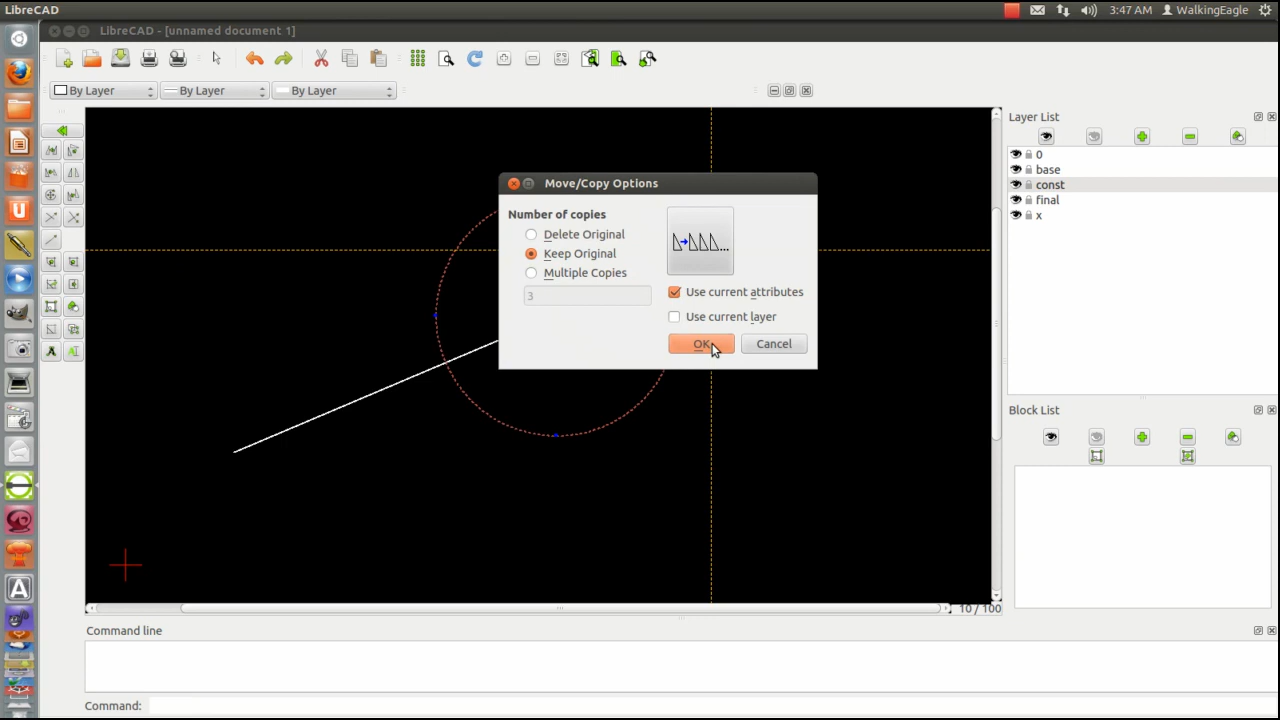 LibreCAD
3:47 AM WalkingEagle
LibreCAD - [unnamed document 1]
By Layer By Layer By Layer
Layer List
0
base
const
final
x
Move/Copy Options
Number of copies
Delete Original
Keep Original
Multiple Copies
3
Use current attributes
Use current layer
OK Cancel
Block List
10 / 100
Command line
Command: